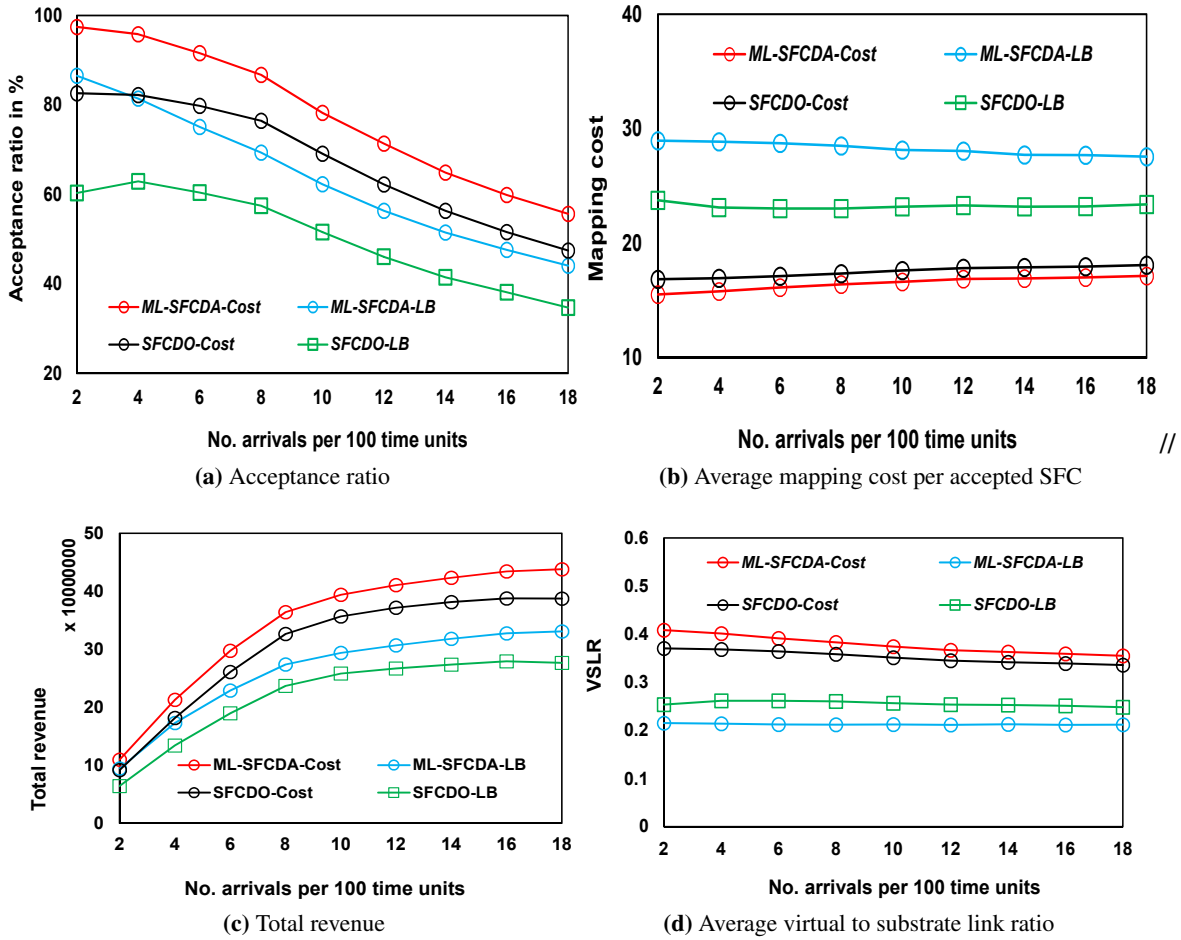 100
80
60
40
20
Acceptance ratio in %
ML-SFCDA-Cost
ML-SFCDA-LB
SFCDO-Cost
SFCDO-LB
2 4 6 8 10 12 14 16 18
No. arrivals per 100 time units
(a) Acceptance ratio
40
30
20
10
Mapping cost
ML-SFCDA-Cost
ML-SFCDA-LB
SFCDO-Cost
SFCDO-LB
2 4 6 8 10 12 14 16 18
No. arrivals per 100 time units
//
(b) Average mapping cost per accepted SFC
50
40
30
20
10
0
Total revenue
x 10000000
ML-SFCDA-Cost
ML-SFCDA-LB
SFCDO-Cost
SFCDO-LB
2 4 6 8 10 12 14 16 18
No. arrivals per 100 time units
(c) Total revenue
0.6
0.5
0.4
0.3
0.2
0.1
0
VSLR
ML-SFCDA-Cost
ML-SFCDA-LB
SFCDO-Cost
SFCDO-LB
2 4 6 8 10 12 14 16 18
No. arrivals per 100 time units
(d) Average virtual to substrate link ratio